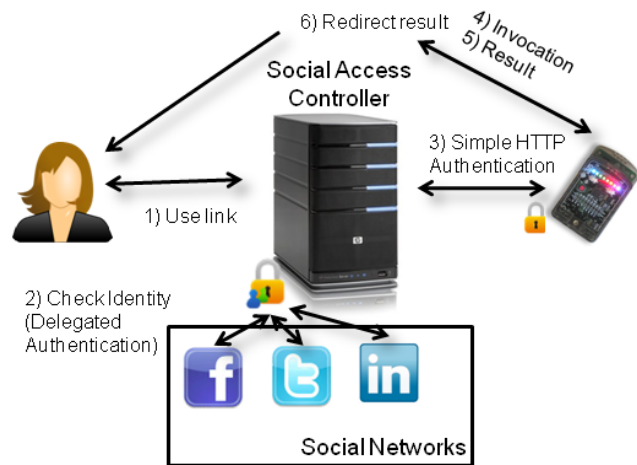 6) Redirect result
4) Invocation
5) Result
Social Access
Controller
3) Simple HTTP
Authentication
1) Use link
2) Check Identity
(Delegated
Authentication)
f
t
in
Social Networks